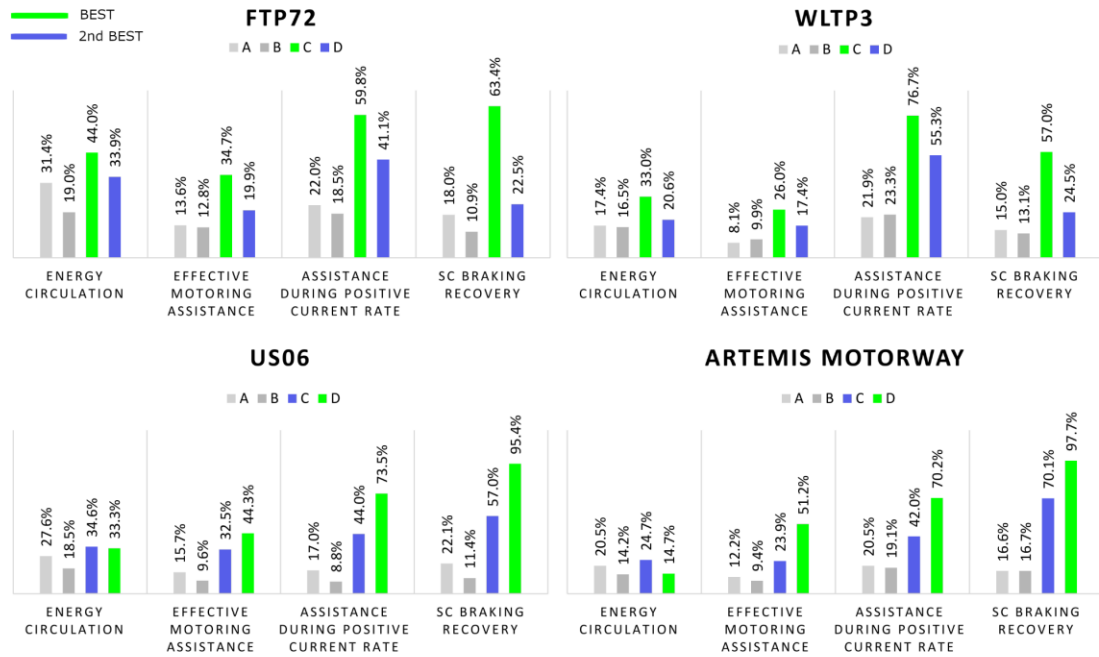 BEST
2nd BEST
FTP72
A B C D
31.4% 19.0% 44.0% 33.9%
13.6% 12.8% 34.7% 19.9%
22.0% 18.5% 59.8% 41.1%
18.0% 10.9% 63.4% 22.5%
ENERGY
CIRCULATION
EFFECTIVE
MOTORING
ASSISTANCE
ASSISTANCE
DURING POSITIVE
CURRENT RATE
SC BRAKING
RECOVERY
WLTP3
A B C D
17.4% 16.5% 33.0% 20.6%
8.1% 9.9% 26.0% 17.4%
21.9% 23.3% 76.7% 55.3%
15.0% 13.1% 57.0% 24.5%
ENERGY
CIRCULATION
EFFECTIVE
MOTORING
ASSISTANCE
ASSISTANCE
DURING POSITIVE
CURRENT RATE
SC BRAKING
RECOVERY
US06
A B C D
27.6% 18.5% 34.6% 33.3%
15.7% 9.6% 32.5% 44.3%
17.0% 8.8% 44.0% 73.5%
22.1% 11.4% 57.0% 95.4%
ENERGY
CIRCULATION
EFFECTIVE
MOTORING
ASSISTANCE
ASSISTANCE
DURING POSITIVE
CURRENT RATE
SC BRAKING
RECOVERY
ARTEMIS MOTORWAY
A B C D
20.5% 14.2% 24.7% 14.7%
12.2% 9.4% 23.9% 51.2%
20.5% 19.1% 42.0% 70.2%
16.6% 16.7% 70.1% 97.7%
ENERGY
CIRCULATION
EFFECTIVE
MOTORING
ASSISTANCE
ASSISTANCE
DURING POSITIVE
CURRENT RATE
SC BRAKING
RECOVERY